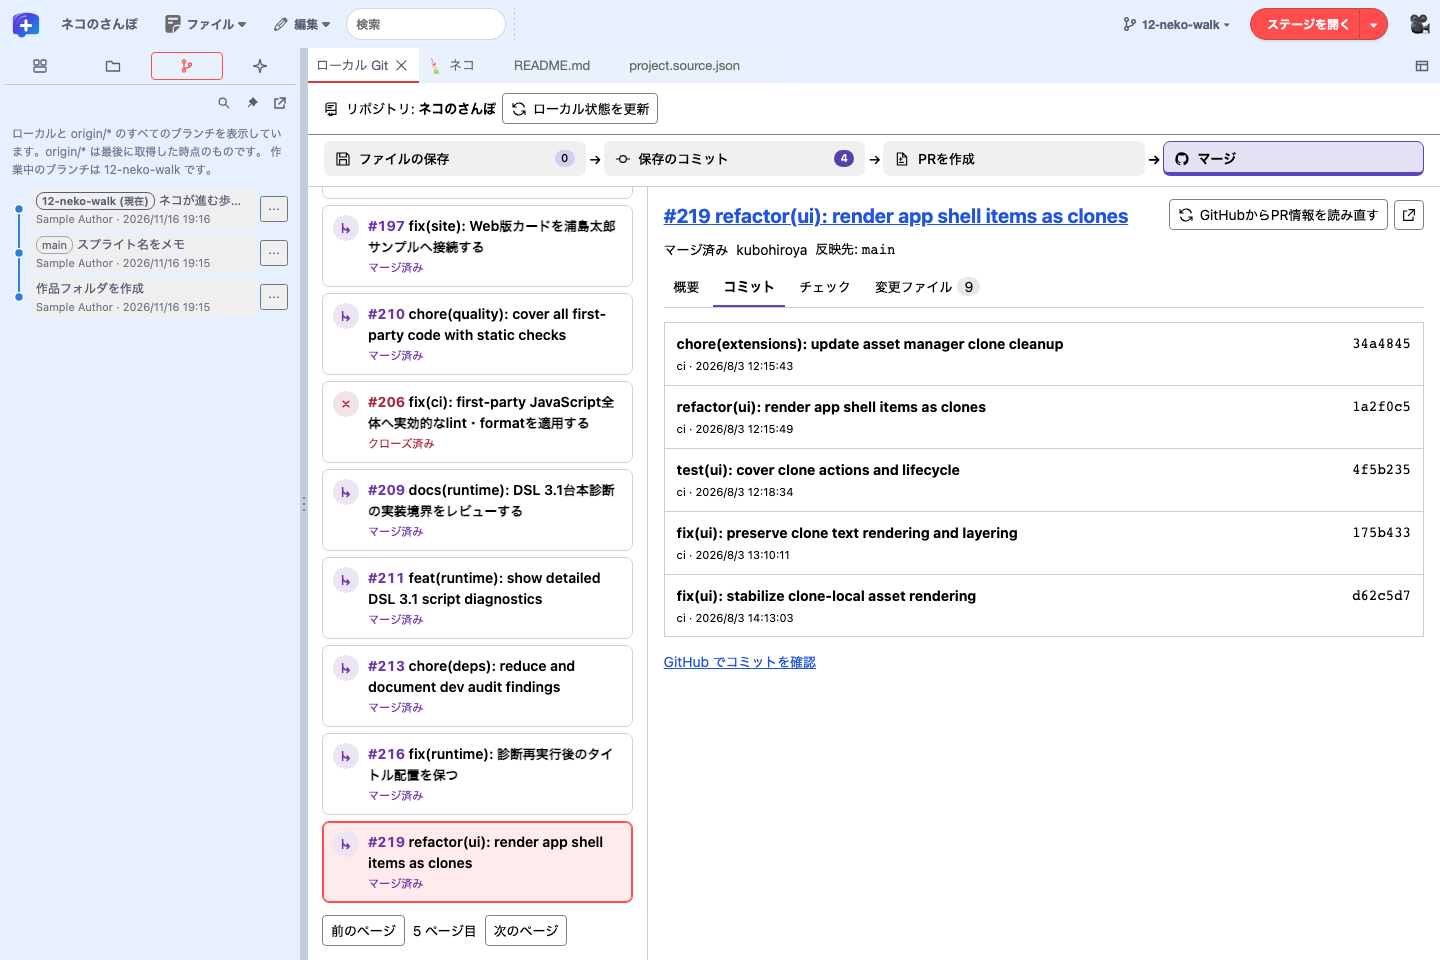 ネコのさんぽ
ファイル
編集
検索
12-neko-walk
ステージを開く
ローカル Git
ネコ
README.md
project.source.json
リポジトリ: ネコのさんぽ
ローカル状態を更新
ローカルと origin/* のすべてのブランチを表示してい
ます。origin/* は最後に取得した時点のものです。 作
業中のブランチは 12-neko-walk です。
12-neko-walk (現在) ネコが進む歩...
Sample Author · 2026/11/16 19:16
main スプライト名をメモ
Sample Author · 2026/11/16 19:15
作品フォルダを作成
Sample Author · 2026/11/16 19:15
ファイルの保存 0
保存のコミット 4
PRを作成
マージ
#197 fix(site): Web版カードを浦島太郎
サンプルへ接続する
マージ済み
#210 chore(quality): cover all first-
party code with static checks
マージ済み
#206 fix(ci): first-party JavaScript全
体へ実効的なlint・formatを適用する
クローズ済み
#209 docs(runtime): DSL 3.1台本診断
の実装境界をレビューする
マージ済み
#211 feat(runtime): show detailed
DSL 3.1 script diagnostics
マージ済み
#213 chore(deps): reduce and
document dev audit findings
マージ済み
#216 fix(runtime): 診断再実行後のタイ
トル配置を保つ
マージ済み
#219 refactor(ui): render app shell
items as clones
マージ済み
前のページ
5 ページ目
次のページ
#219 refactor(ui): render app shell items as clones
GitHubからPR情報を読み直す
マージ済み kubohiroya 反映先: main
概要
コミット
チェック
変更ファイル 9
chore(extensions): update asset manager clone cleanup 34a4845
ci · 2026/8/3 12:15:43
refactor(ui): render app shell items as clones 1a2f0c5
ci · 2026/8/3 12:15:49
test(ui): cover clone actions and lifecycle 4f5b235
ci · 2026/8/3 12:18:34
fix(ui): preserve clone text rendering and layering 175b433
ci · 2026/8/3 13:10:11
fix(ui): stabilize clone-local asset rendering d62c5d7
ci · 2026/8/3 14:13:03
GitHub でコミットを確認